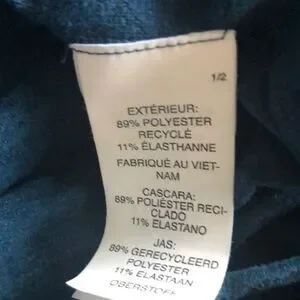 1/2
EXTÉRIEUR:
89% POLYESTER
RECYCLÉ
11% ÉLASTHANNE
FABRIQUÉ AU VIET-
NAM
CASCARA:
89% POLIÉSTER RECI-
CLADO
11% ELASTANO
JAS:
89% GERECYCLEERD
POLYESTER
11% ELASTAAN
OBERSTOFF